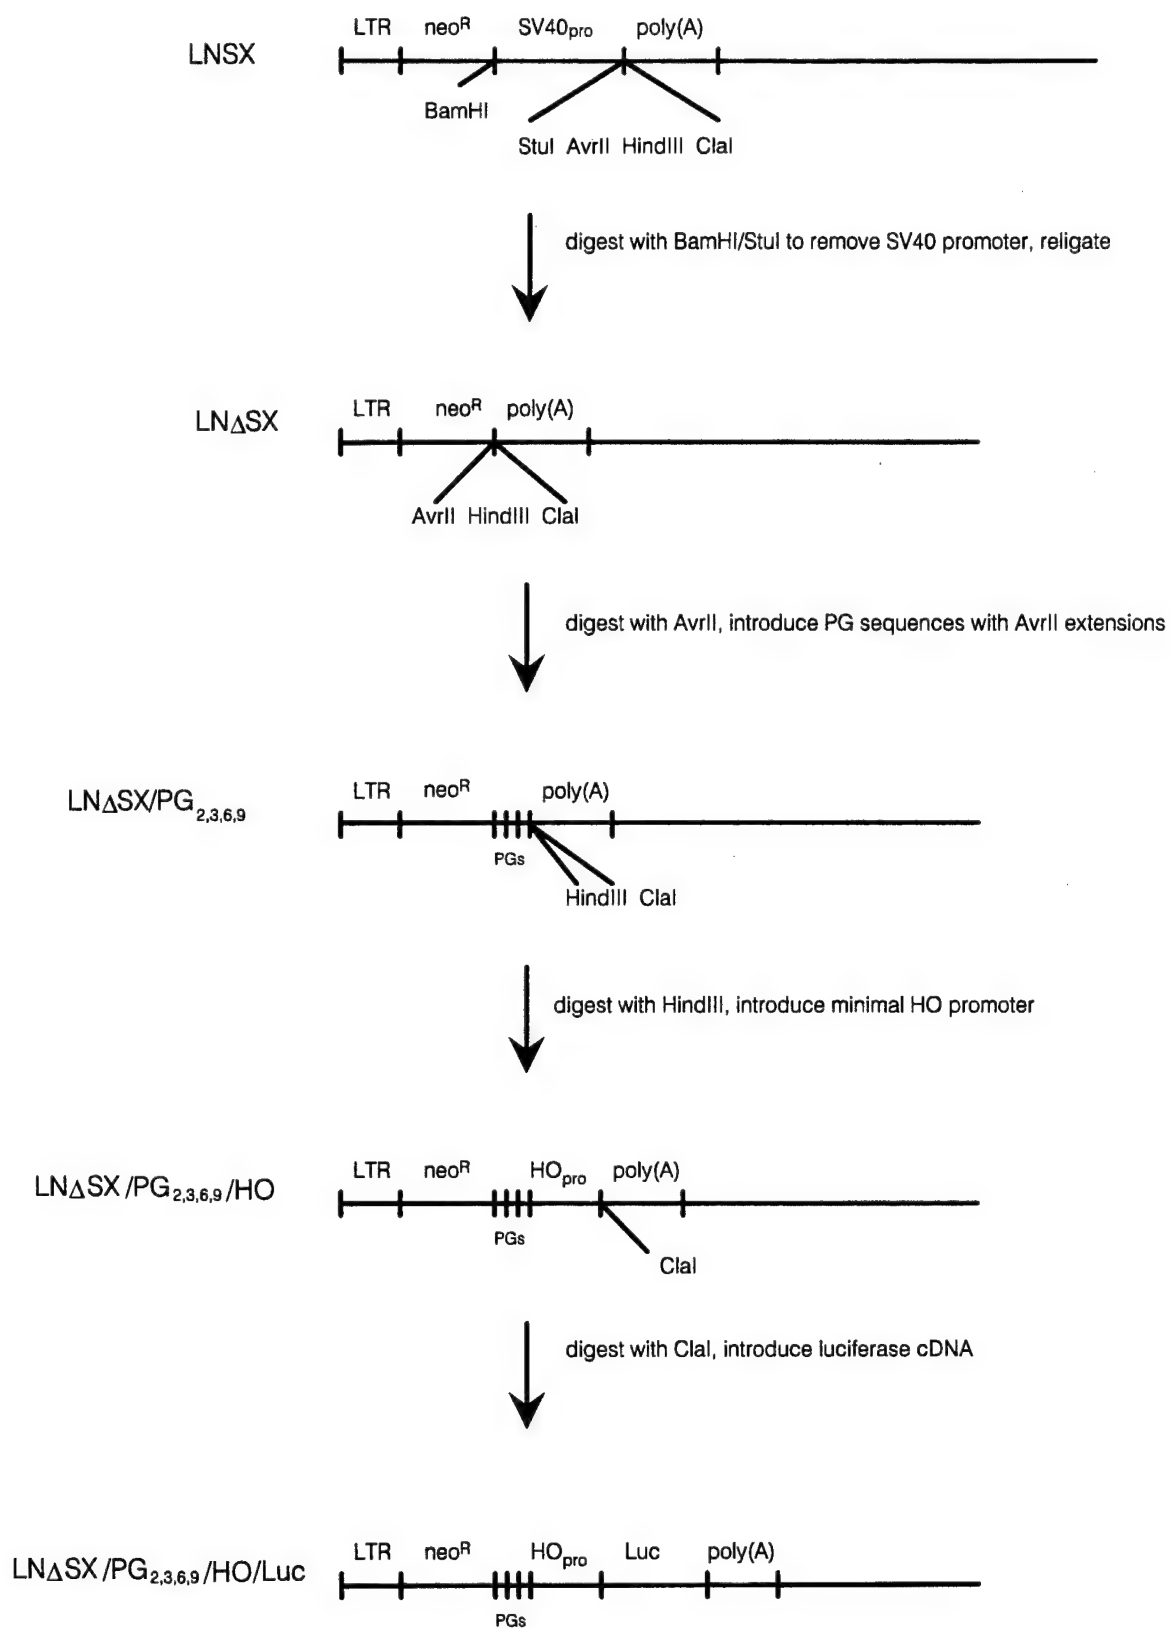 LTR neoR SV40pro poly(A)
LNSX
BamHI
StuI AvrII HindIII ClaI
digest with BamHI/StuI to remove SV40 promoter, religate
LTR neoR poly(A)
LNΔSX
AvrII HindIII ClaI
digest with AvrII, introduce PG sequences with AvrII extensions
LTR neoR poly(A)
LNΔSX/PG2,3,6,9
PGs
HindIII ClaI
digest with HindIII, introduce minimal HO promoter
LTR neoR HOpro poly(A)
LNΔSX/PG2,3,6,9/HO
PGs
ClaI
digest with ClaI, introduce luciferase cDNA
LTR neoR HOpro Luc poly(A)
LNΔSX/PG2,3,6,9/HO/Luc
PGs